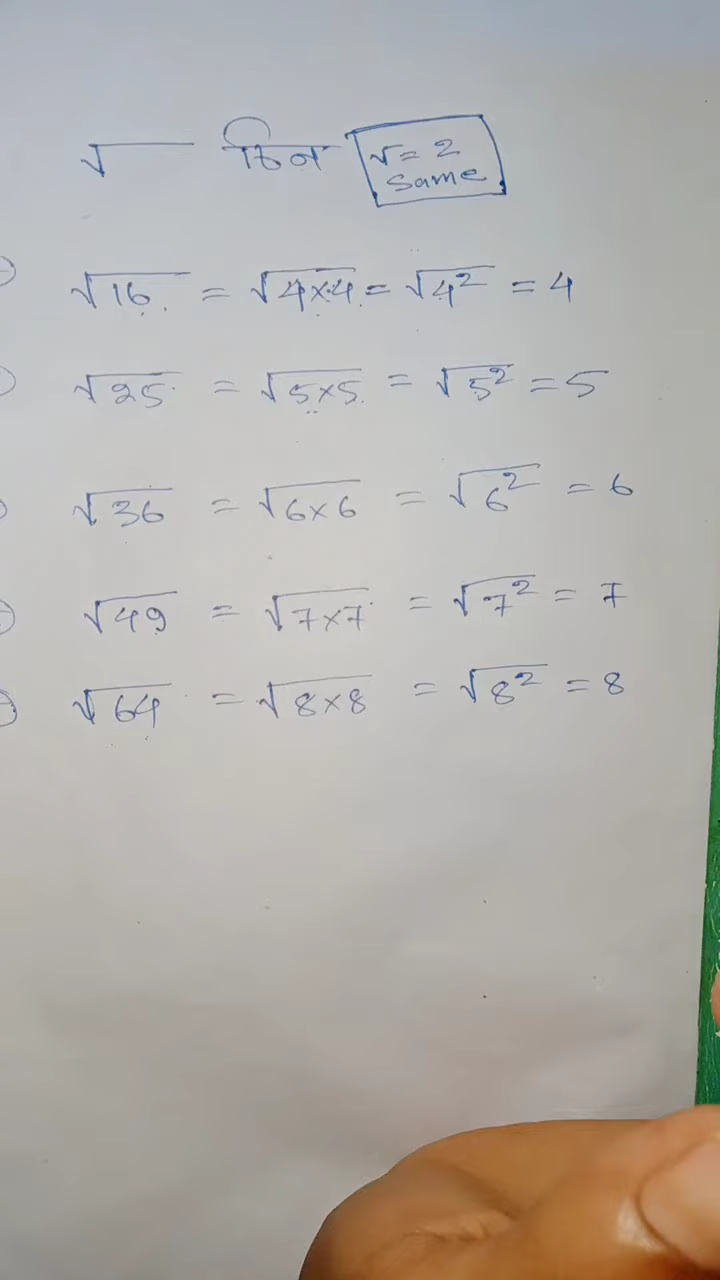 √ চিন √ = 2
same
√16 = √4×4 = √4² = 4
√25 = √5×5 = √5² = 5
√36 = √6×6 = √6² = 6
√49 = √7×7 = √7² = 7
√64 = √8×8 = √8² = 8